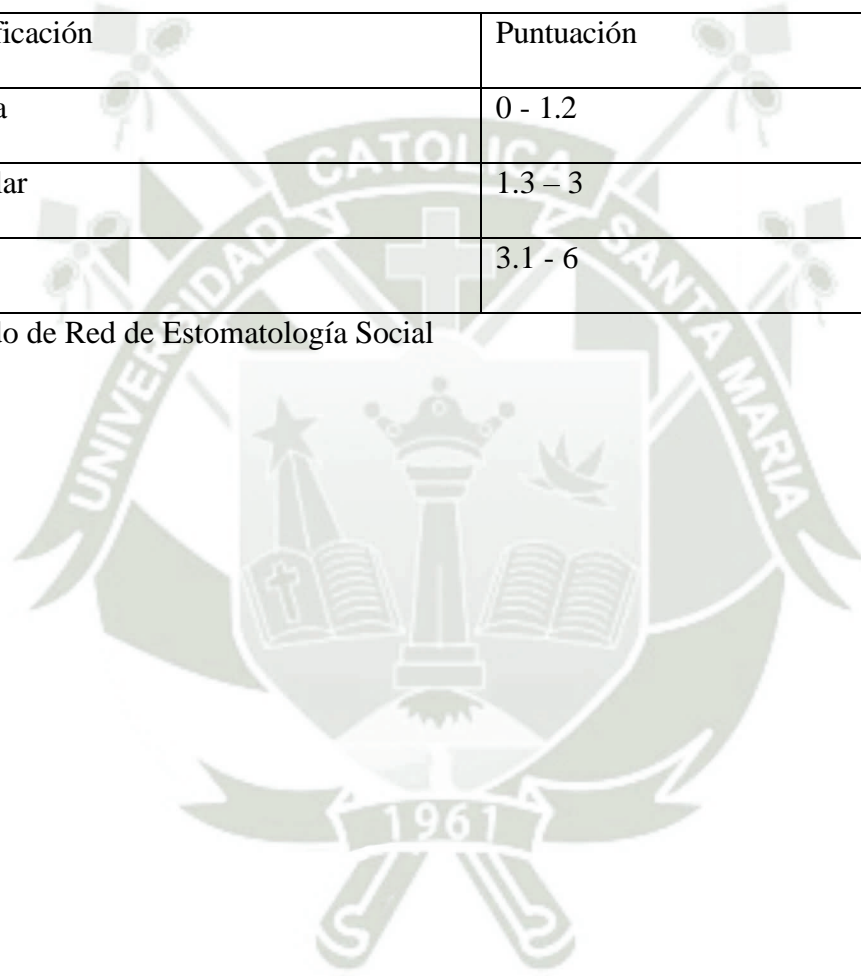 ficación Puntuación
a 0 - 1.2
lar 1.3 – 3
3.1 - 6
do de Red de Estomatología Social
UNIVERSIDAD CATOLICA SANTA MARIA
1961